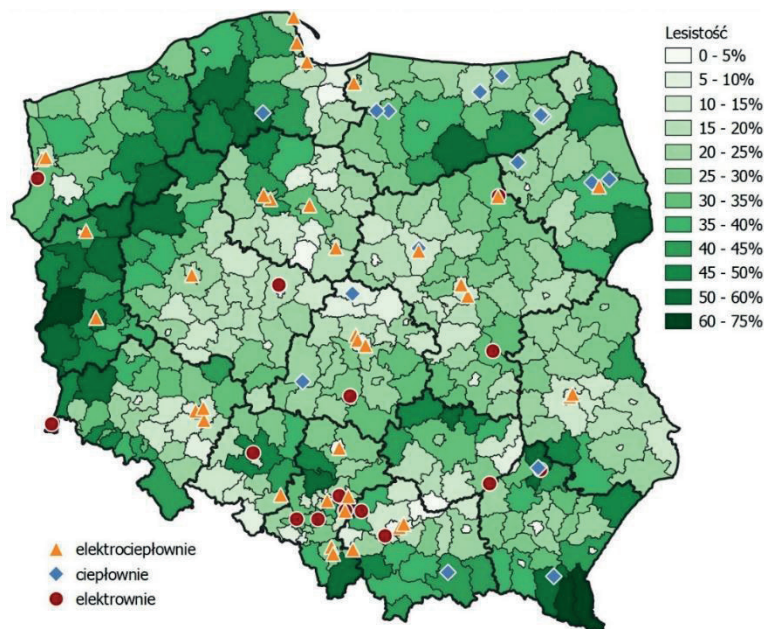 Lesistość
0 - 5%
5 - 10%
10 - 15%
15 - 20%
20 - 25%
25 - 30%
30 - 35%
35 - 40%
40 - 45%
45 - 50%
50 - 60%
60 - 75%
elektrociepłownie
ciepłownie
elektrownie